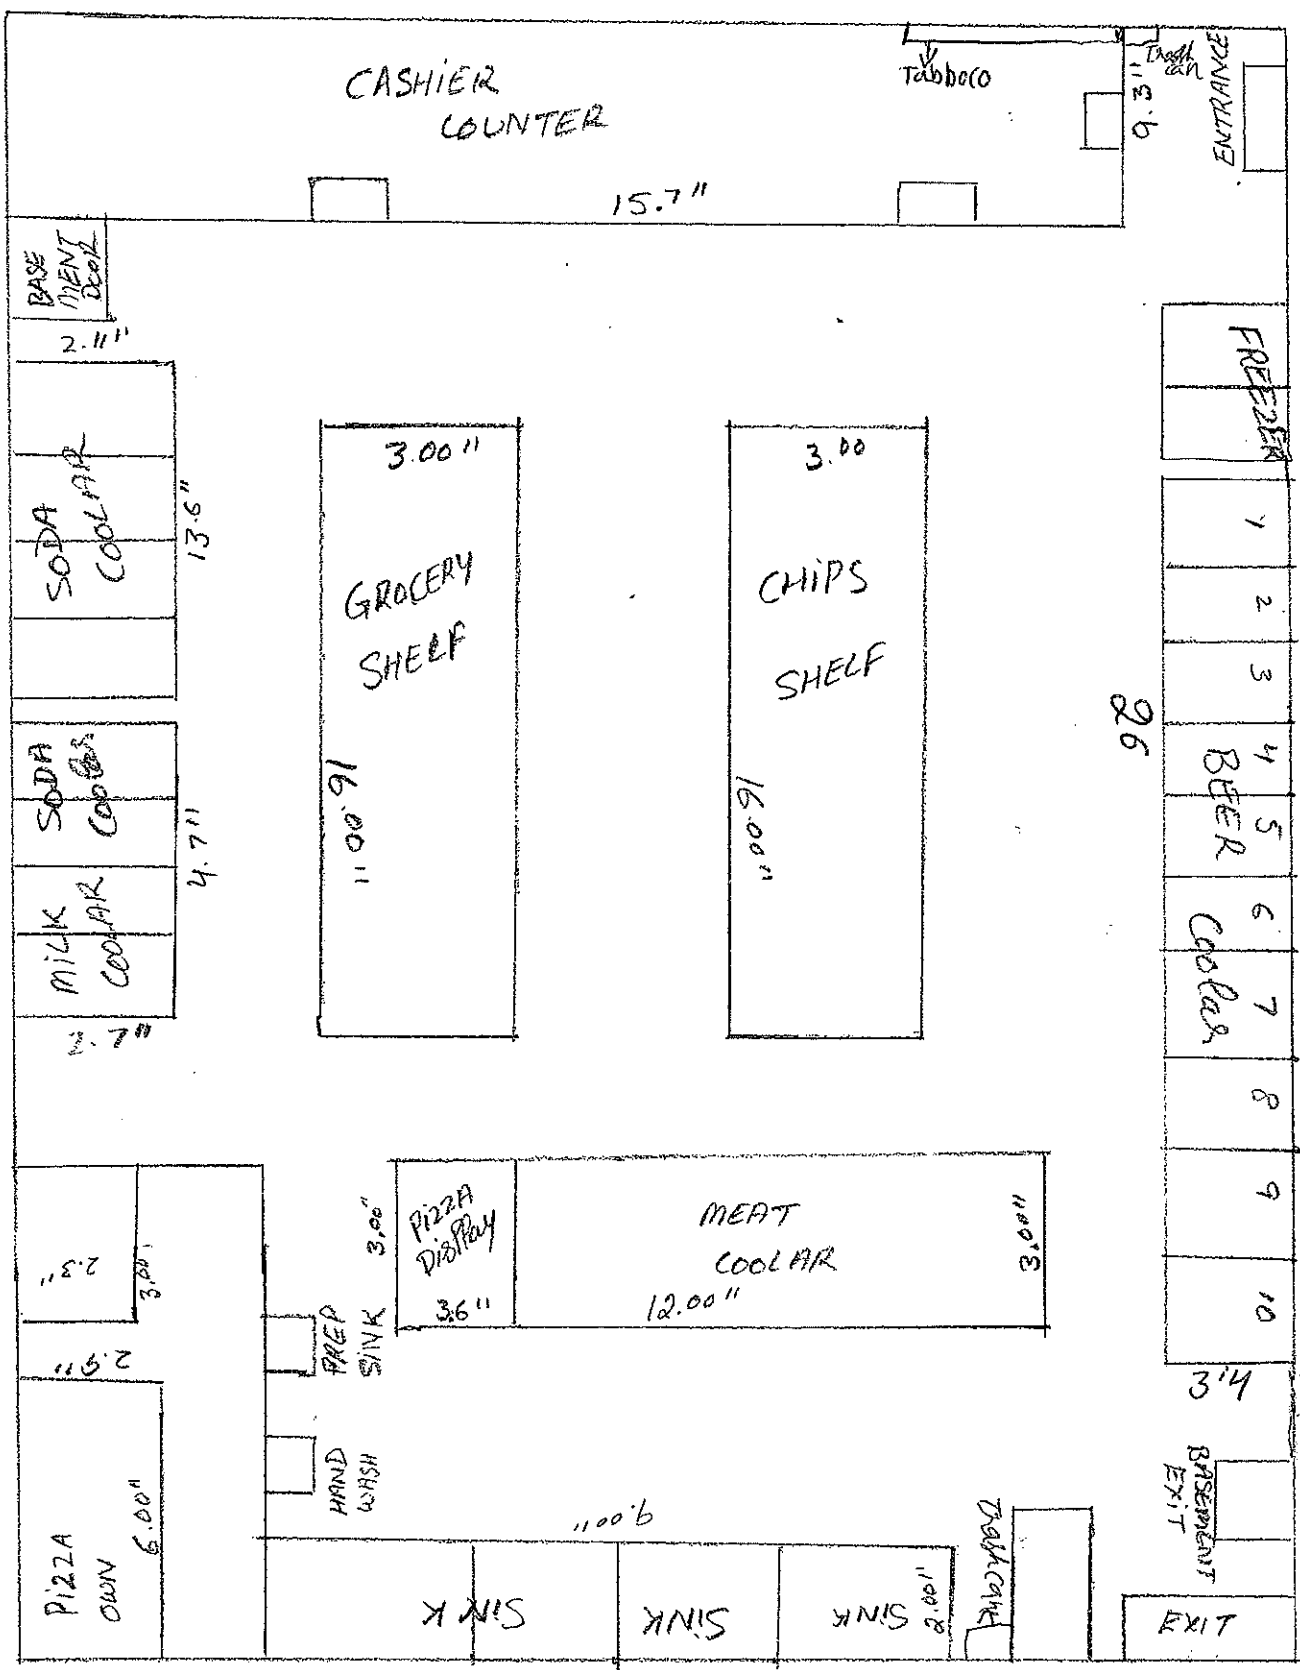 CASHIER
COUNTER
Tabboco
Trash
can
ENTRANCE
9.3"
15.7"
BASE
MENT
DOOR
2.11"
FREEZER
SODA
COOLAR
13.6"
3.00"
GROCERY
SHELF
16.00"
3.00
CHIPS
SHELF
16.00"
26
1
2
3
4
5
6
7
8
9
10
BEER
Coolar
3'4
SODA
Coolar
4.7"
MILK
COOLAR
2.7"
2.3"
3.00"
2.5"
PIZZA
OWN
6.00"
3.00"
PIZZA
DISPlay
3.6"
MEAT
COOLAR
12.00"
3.00"
PREP
SINK
HAND
WASH
9.00"
SINK
SINK
SINK
2.00"
Trash cane
BASEMENT
EXIT
EXIT